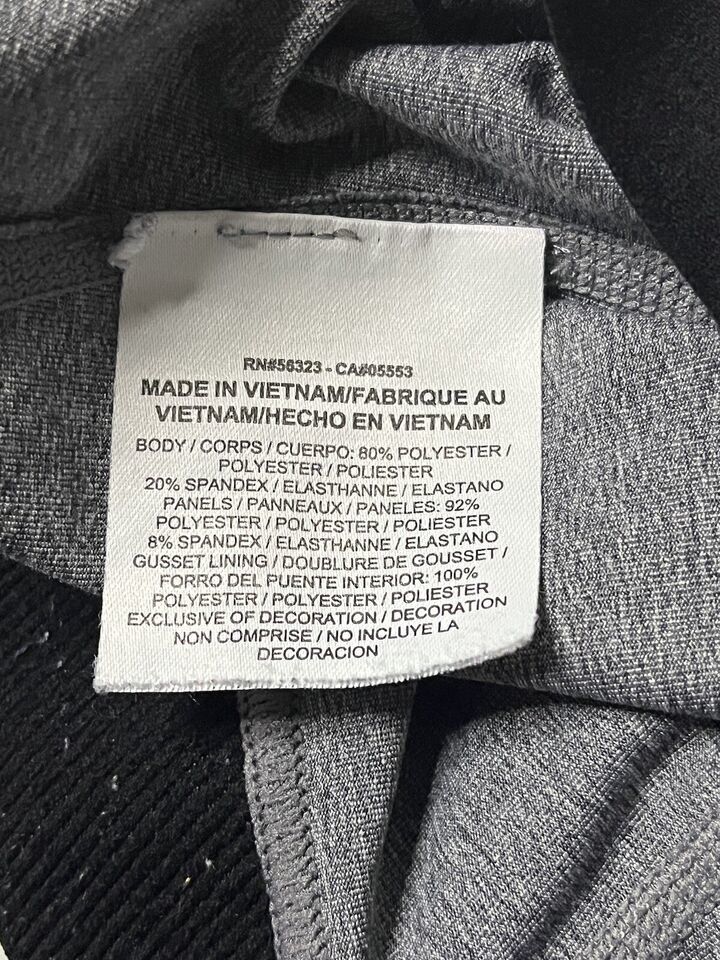 RN#56323 - CA#05553
MADE IN VIETNAM/FABRIQUE AU
VIETNAM/HECHO EN VIETNAM
BODY / CORPS / CUERPO: 80% POLYESTER /
POLYESTER / POLIESTER
20% SPANDEX / ELASTHANNE / ELASTANO
PANELS / PANNEAUX / PANELES: 92%
POLYESTER / POLYESTER / POLIESTER
8% SPANDEX / ELASTHANNE / ELASTANO
GUSSET LINING / DOUBLURE DE GOUSSET /
FORRO DEL PUENTE INTERIOR: 100%
POLYESTER / POLYESTER / POLIESTER
EXCLUSIVE OF DECORATION / DECORATION
NON COMPRISE / NO INCLUYE LA
DECORACION